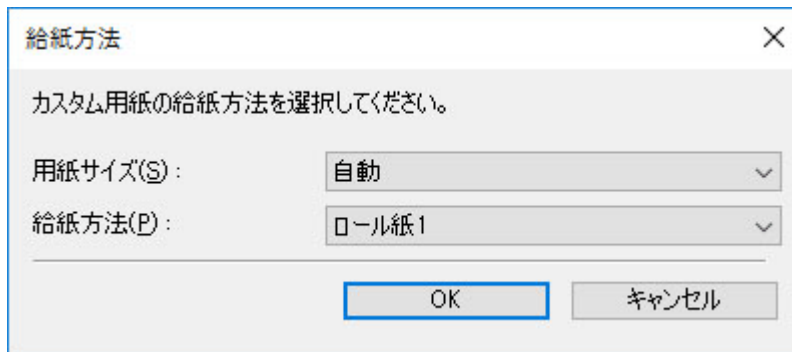 給紙方法
カスタム用紙の給紙方法を選択してください。
用紙サイズ(S)： 自動
給紙方法(P)： ロール紙1
OK キャンセル